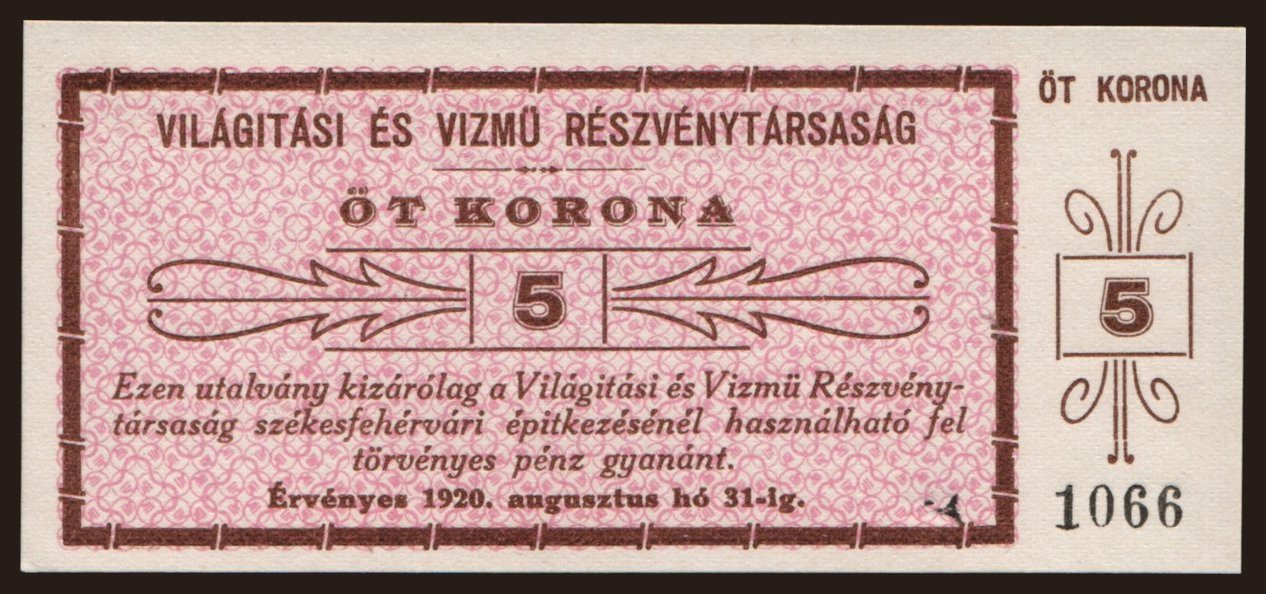 VILÁGITÁSI ÉS VIZMÜ RÉSZVÉNYTÁRSASÁG
ÖT KORONA
5
Ezen utalvány kizárólag a Világitási és Vizmü Részvény-
társaság székesfehérvári épitkezésénél használható fel
törvényes pénz gyanánt.
Érvényes 1920. augusztus hó 31-ig.
ÖT KORONA
5
1066